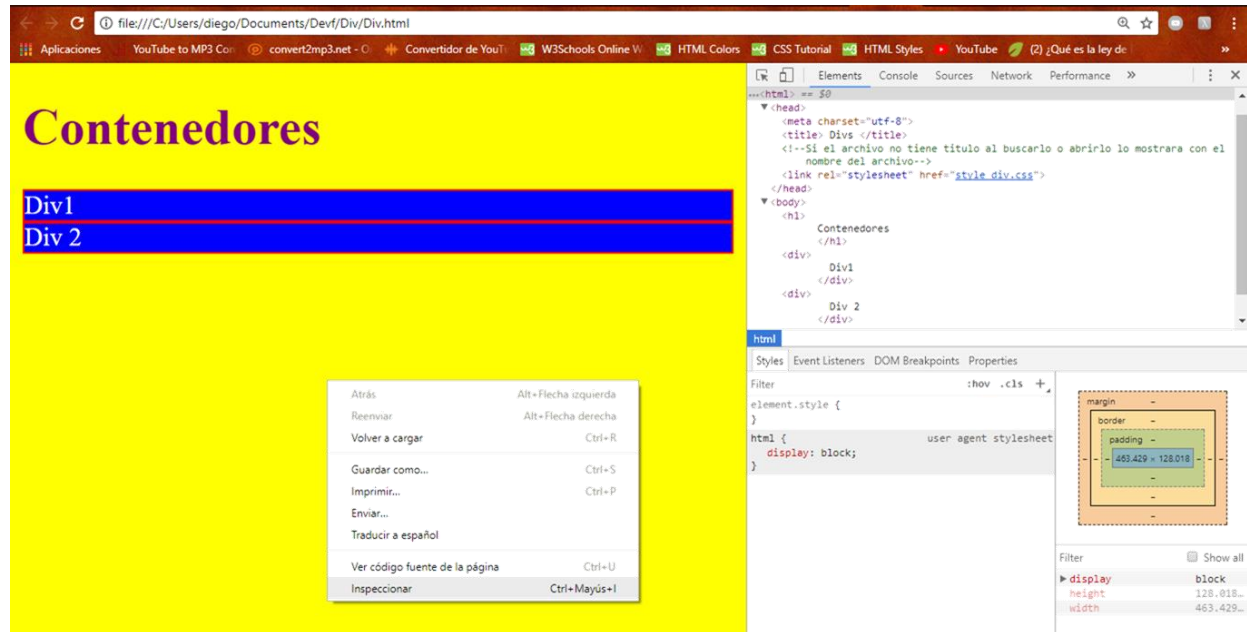 file:///C:/Users/diego/Documents/Devf/Div/Div.html
Aplicaciones YouTube to MP3 Con convert2mp3.net - O Convertidor de YouT W3Schools Online W HTML Colors CSS Tutorial HTML Styles YouTube (2) ¿Qué es la ley de »
Contenedores
Div1
Div 2
Atrás Alt+Flecha izquierda
Reenviar Alt+Flecha derecha
Volver a cargar Ctrl+R
Guardar como... Ctrl+S
Imprimir... Ctrl+P
Enviar...
Traducir a español
Ver código fuente de la página Ctrl+U
Inspeccionar Ctrl+Mayús+I
Elements Console Sources Network Performance »
...<html> == $0
▼<head>
<meta charset="utf-8">
<title> Divs </title>
<!--Si el archivo no tiene titulo al buscarlo o abrirlo lo mostrara con el
nombre del archivo-->
<link rel="stylesheet" href="style div.css">
</head>
▼<body>
<h1>
Contenedores
</h1>
<div>
Div1
</div>
<div>
Div 2
</div>
html
Styles Event Listeners DOM Breakpoints Properties
Filter :hov .cls +
element.style {
}
html { user agent stylesheet
display: block;
}
margin -
border -
padding -
463.429 × 128.018
Filter Show all
▶ display block
height 128.018…
width 463.429…